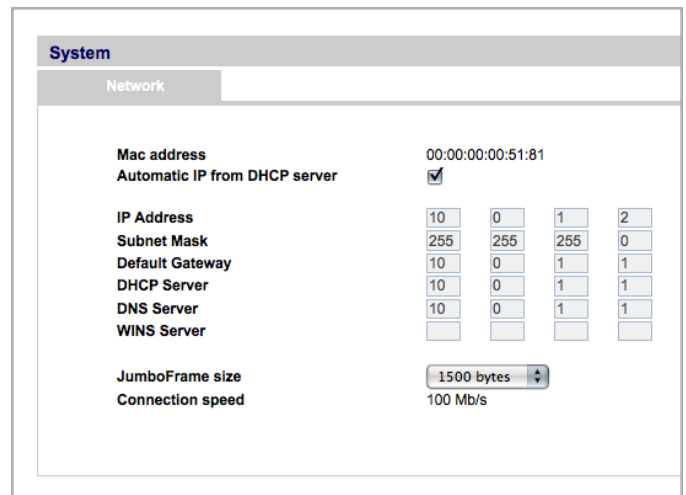 System
Network
Mac address 00:00:00:00:51:81
Automatic IP from DHCP server
IP Address 10 0 1 2
Subnet Mask 255 255 255 0
Default Gateway 10 0 1 1
DHCP Server 10 0 1 1
DNS Server 10 0 1 1
WINS Server
JumboFrame size 1500 bytes
Connection speed 100 Mb/s